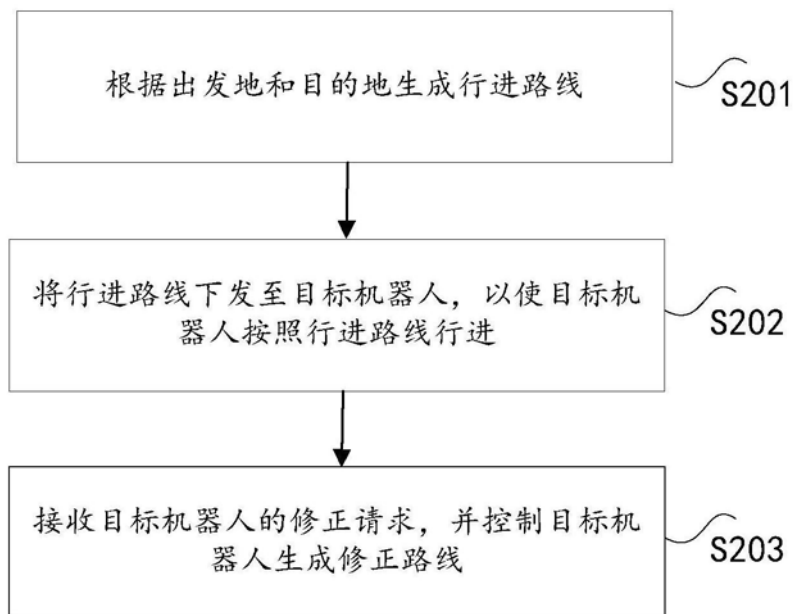 根据出发地和目的地生成行进路线
S201
将行进路线下发至目标机器人，以使目标机
器人按照行进路线行进
S202
接收目标机器人的修正请求，并控制目标机
器人生成修正路线
S203